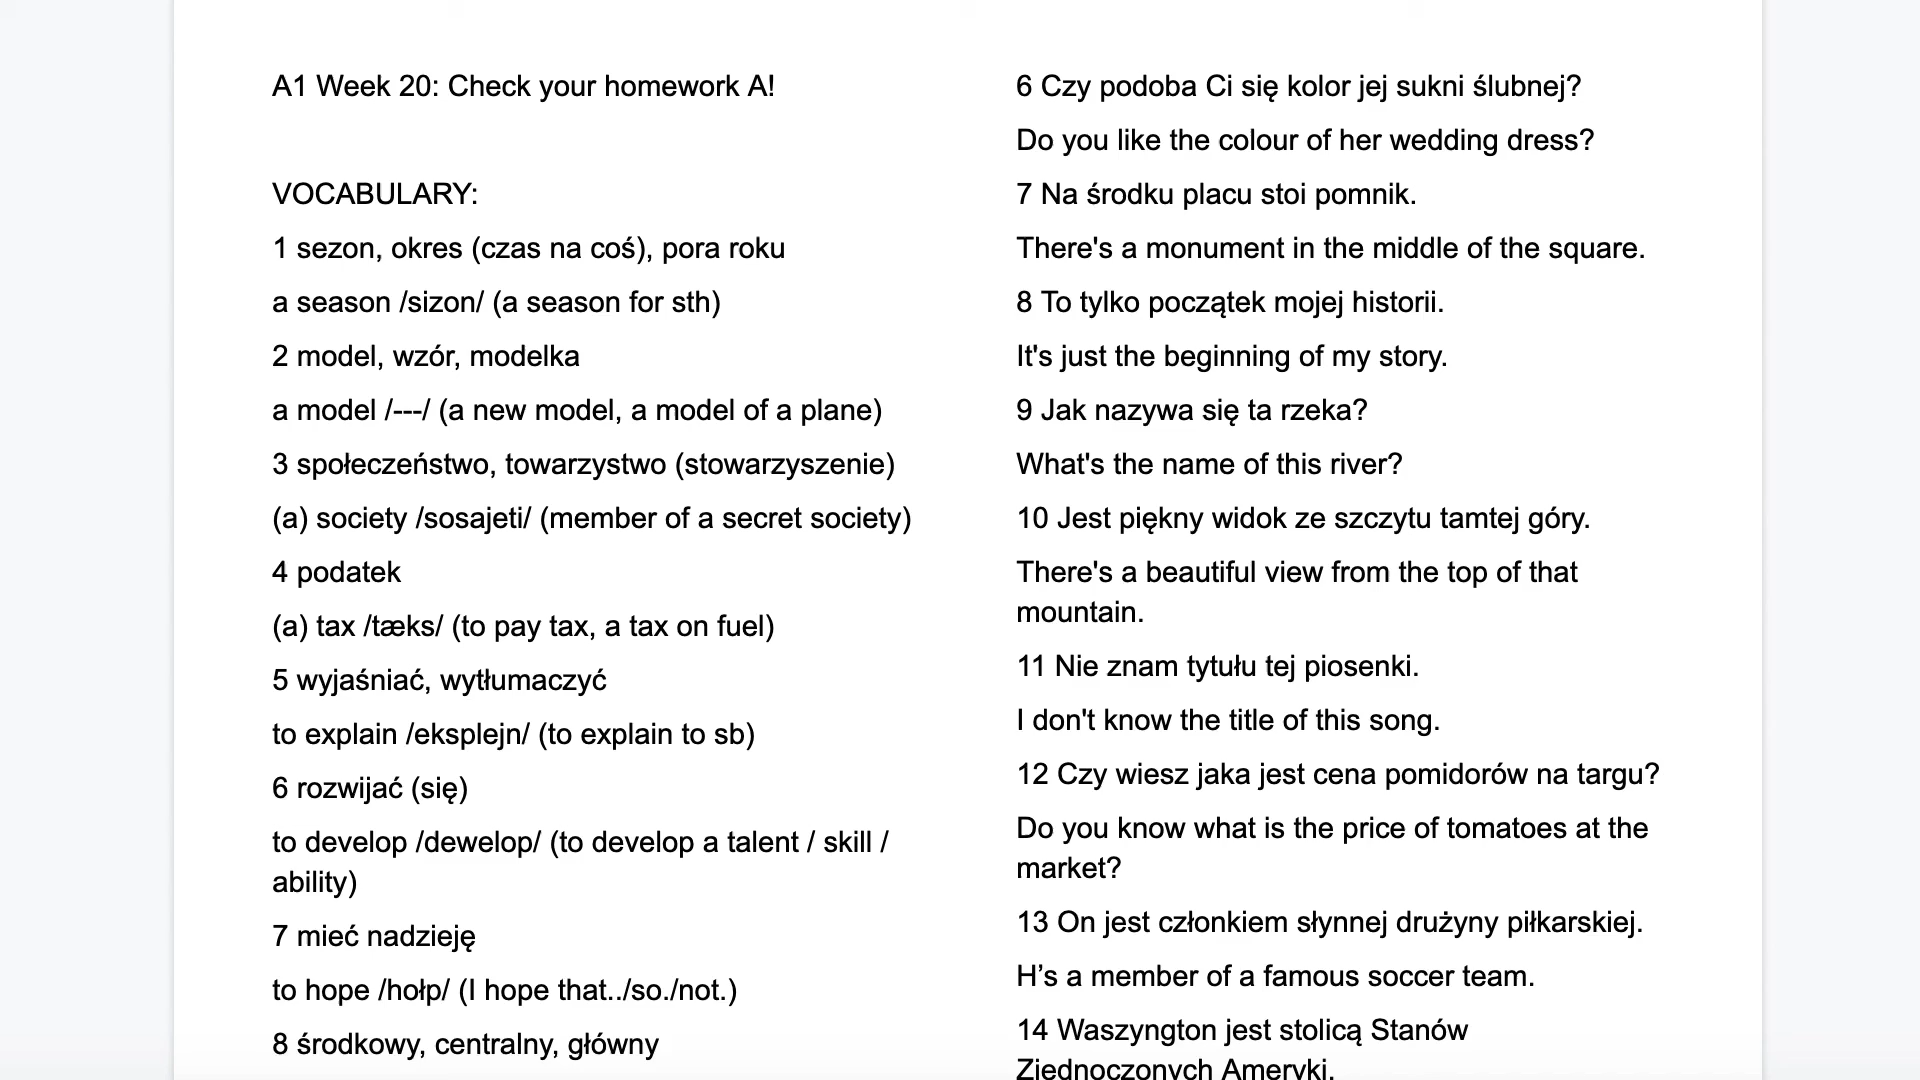 A1 Week 20: Check your homework A!
VOCABULARY:
1 sezon, okres (czas na coś), pora roku
a season /sizon/ (a season for sth)
2 model, wzór, modelka
a model /---/ (a new model, a model of a plane)
3 społeczeństwo, towarzystwo (stowarzyszenie)
(a) society /sosajeti/ (member of a secret society)
4 podatek
(a) tax /tæks/ (to pay tax, a tax on fuel)
5 wyjaśniać, wytłumaczyć
to explain /eksplejn/ (to explain to sb)
6 rozwijać (się)
to develop /dewelop/ (to develop a talent / skill /
ability)
7 mieć nadzieję
to hope /hołp/ (I hope that../so./not.)
8 środkowy, centralny, główny
6 Czy podoba Ci się kolor jej sukni ślubnej?
Do you like the colour of her wedding dress?
7 Na środku placu stoi pomnik.
There's a monument in the middle of the square.
8 To tylko początek mojej historii.
It's just the beginning of my story.
9 Jak nazywa się ta rzeka?
What's the name of this river?
10 Jest piękny widok ze szczytu tamtej góry.
There's a beautiful view from the top of that
mountain.
11 Nie znam tytułu tej piosenki.
I don't know the title of this song.
12 Czy wiesz jaka jest cena pomidorów na targu?
Do you know what is the price of tomatoes at the
market?
13 On jest członkiem słynnej drużyny piłkarskiej.
H’s a member of a famous soccer team.
14 Waszyngton jest stolicą Stanów
Zjednoczonych Ameryki.